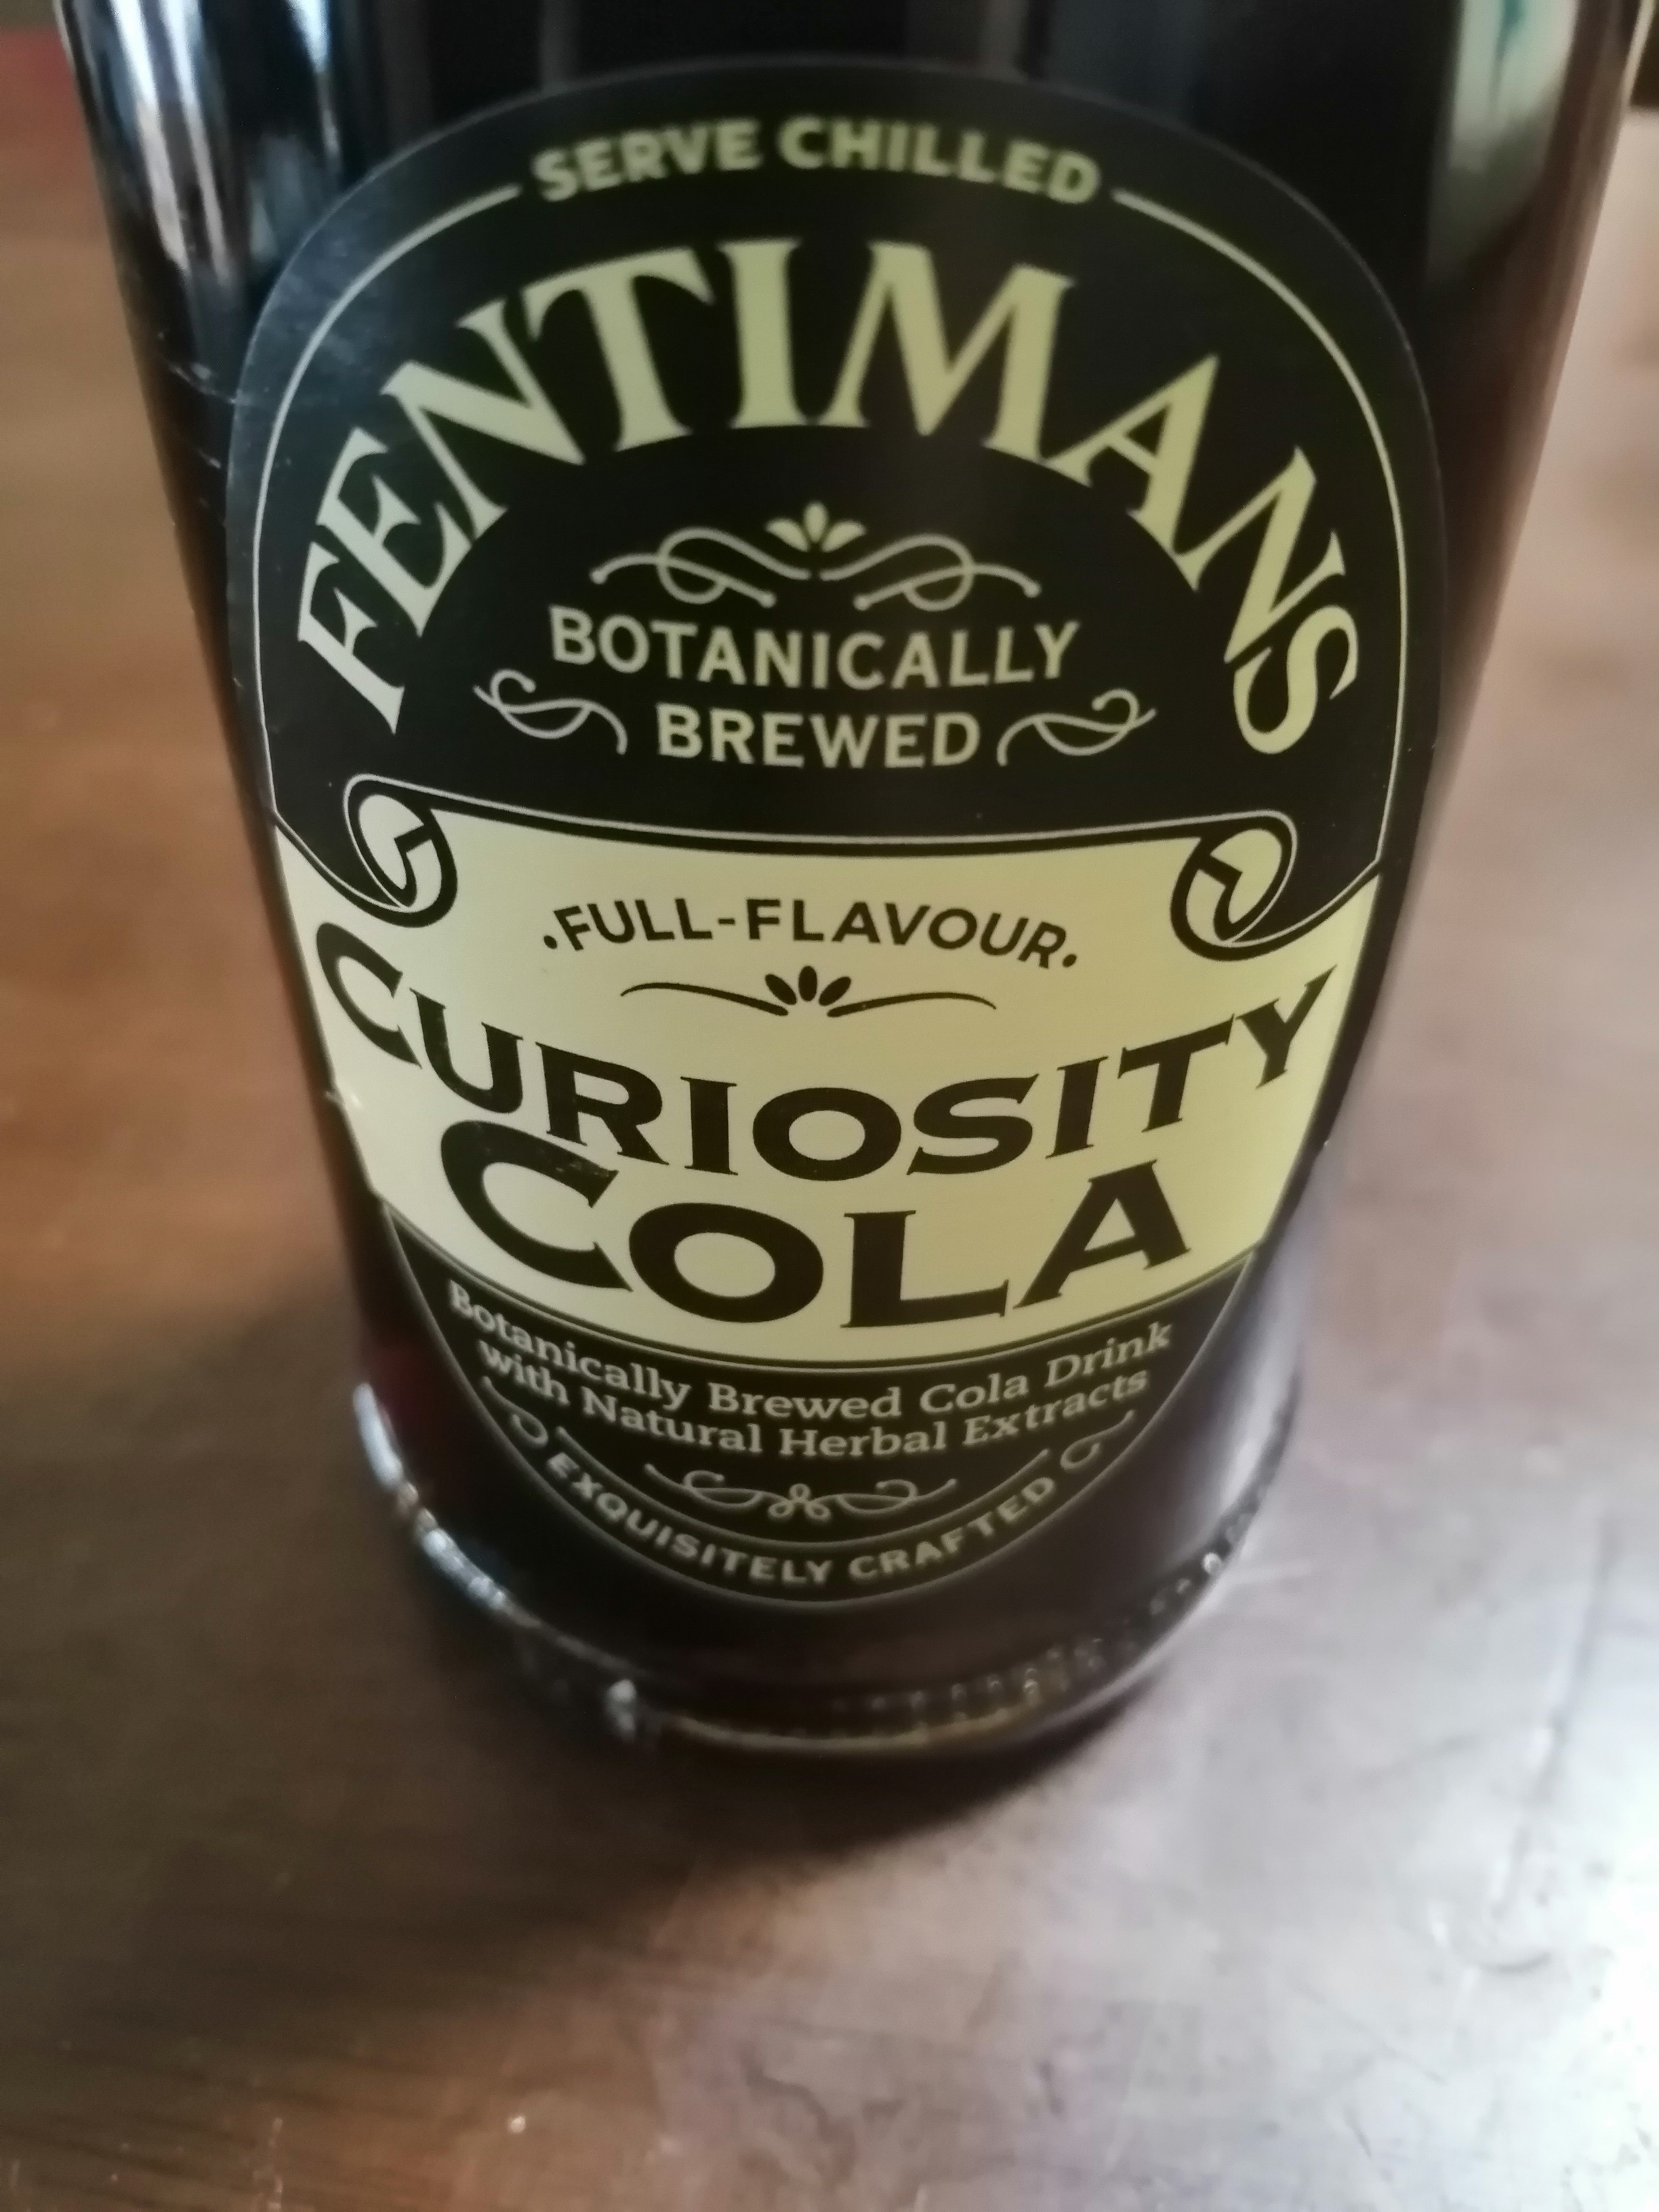 SERVE CHILLED
FENTIMANS
BOTANICALLY
BREWED
·FULL-FLAVOUR·
CURIOSITY
COLA
Botanically Brewed Cola Drink
with Natural Herbal Extracts
EXQUISITELY CRAFTED